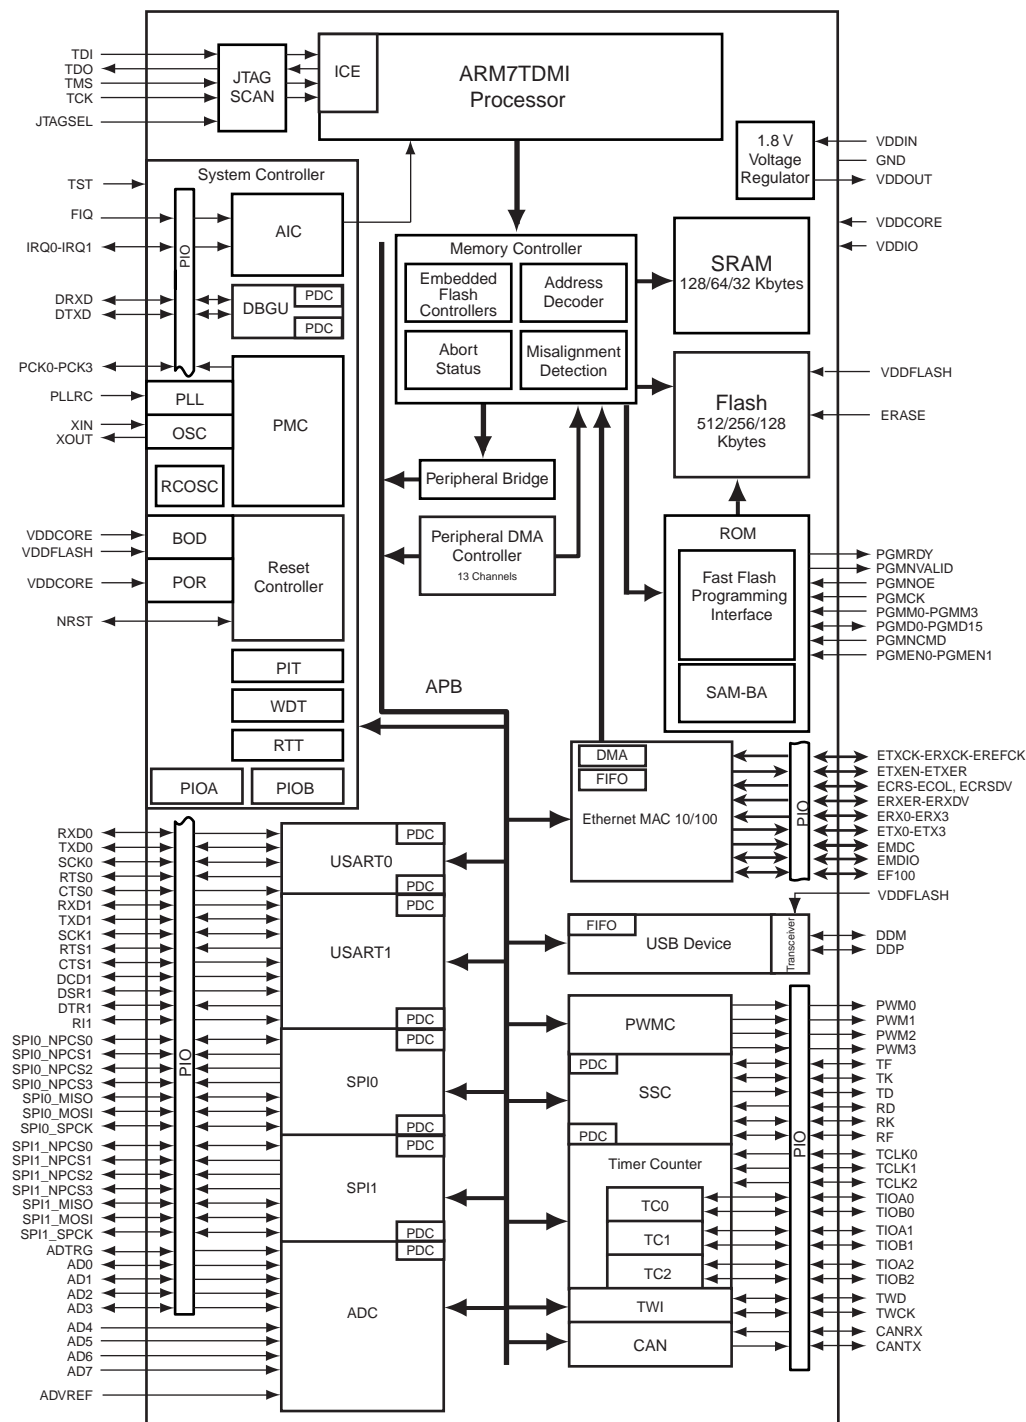 TDI
TDO
TMS
TCK
JTAGSEL
JTAG
SCAN
ICE
ARM7TDMI
Processor
1.8 V
Voltage
Regulator
VDDIN
GND
VDDOUT
VDDCORE
VDDIO
System Controller
TST
FIQ
IRQ0-IRQ1
PIO
AIC
DRXD
DTXD
DBGU
PDC
PDC
PCK0-PCK3
PLLRC
PLL
XIN
XOUT
OSC
RCOSC
PMC
VDDCORE
VDDFLASH
BOD
VDDCORE
POR
Reset
Controller
NRST
PIT
WDT
RTT
PIOA
PIOB
Memory Controller
Embedded
Flash
Controllers
Address
Decoder
Abort
Status
Misalignment
Detection
SRAM
128/64/32 Kbytes
Flash
512/256/128
Kbytes
VDDFLASH
ERASE
Peripheral Bridge
Peripheral DMA
Controller
13 Channels
ROM
Fast Flash
Programming
Interface
SAM-BA
PGMRDY
PGMNVALID
PGMNOE
PGMCK
PGMM0-PGMM3
PGMD0-PGMD15
PGMNCMD
PGMEN0-PGMEN1
APB
DMA
FIFO
Ethernet MAC 10/100
PIO
ETXCK-ERXCK-EREFCK
ETXEN-ETXER
ECRS-ECOL, ECRSDV
ERXER-ERXDV
ERX0-ERX3
ETX0-ETX3
EMDC
EMDIO
EF100
FIFO
USB Device
Transceiver
VDDFLASH
DDM
DDP
RXD0
TXD0
SCK0
RTS0
CTS0
RXD1
TXD1
SCK1
RTS1
CTS1
DCD1
DSR1
DTR1
RI1
SPI0_NPCS0
SPI0_NPCS1
SPI0_NPCS2
SPI0_NPCS3
SPI0_MISO
SPI0_MOSI
SPI0_SPCK
SPI1_NPCS0
SPI1_NPCS1
SPI1_NPCS2
SPI1_NPCS3
SPI1_MISO
SPI1_MOSI
SPI1_SPCK
ADTRG
AD0
AD1
AD2
AD3
AD4
AD5
AD6
AD7
ADVREF
PIO
PDC
USART0
PDC
PDC
USART1
PDC
PDC
SPI0
PDC
PDC
SPI1
PDC
PDC
ADC
PWMC
PDC
SSC
PDC
Timer Counter
TC0
TC1
TC2
TWI
CAN
PIO
PWM0
PWM1
PWM2
PWM3
TF
TK
TD
RD
RK
RF
TCLK0
TCLK1
TCLK2
TIOA0
TIOB0
TIOA1
TIOB1
TIOA2
TIOB2
TWD
TWCK
CANRX
CANTX